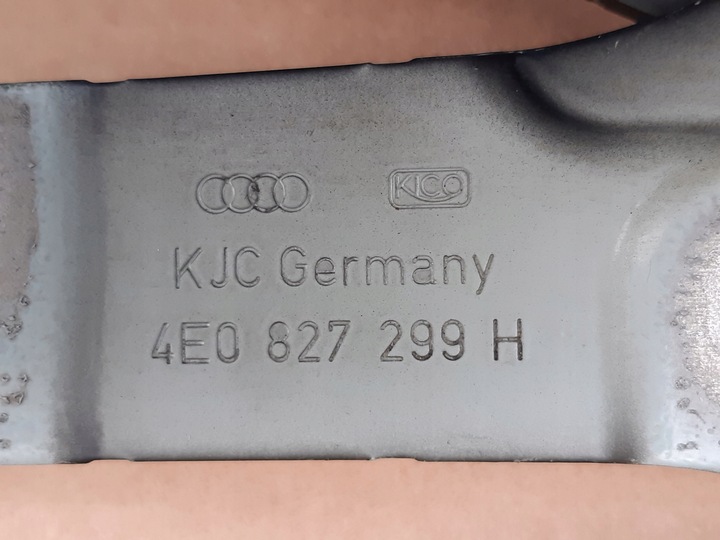 KICO
KJC Germany
4E0 827 299 H